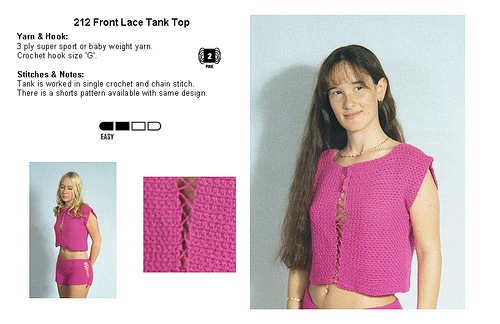 212 Front Lace Tank Top
Yarn & Hook:
3 ply super sport or baby weight yarn.
Crochet hook size "G".
2
FINE
Stitches & Notes:
Tank is worked in single crochet and chain stitch.
There is a shorts pattern available with same design.
EASY